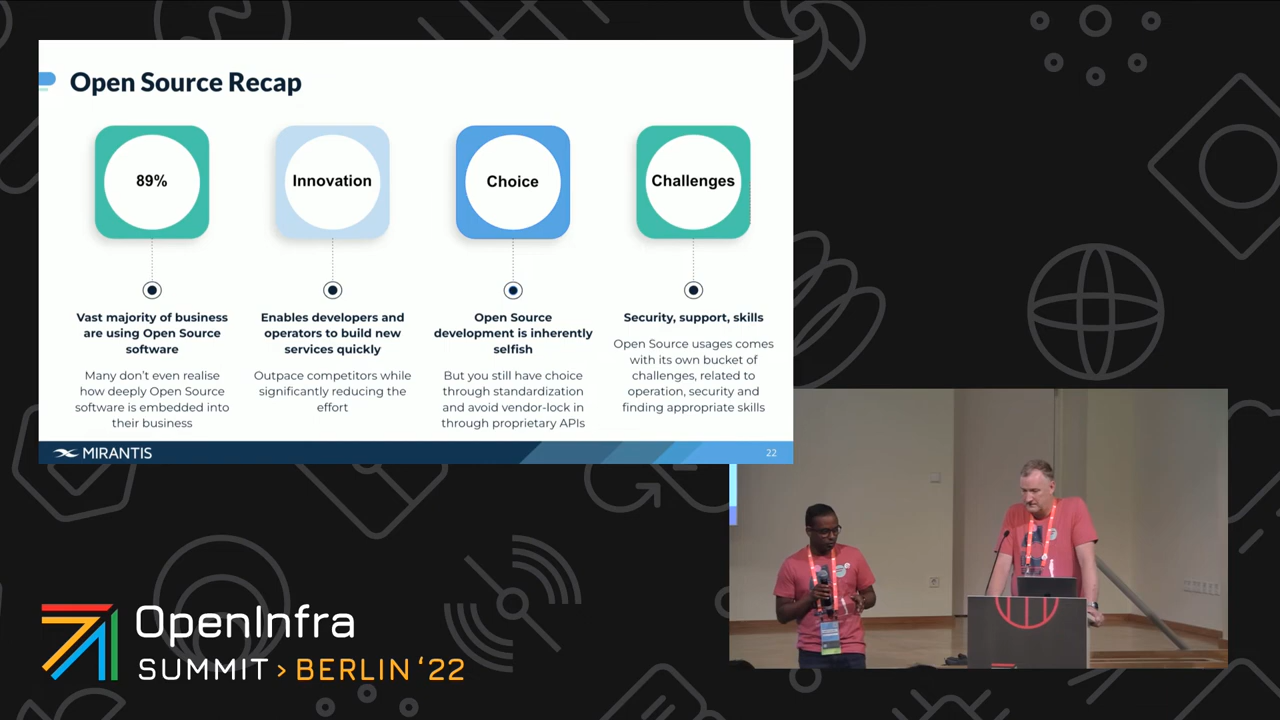 Open Source Recap
89%
Innovation
Choice
Challenges
Vast majority of business
are using Open Source
software
Many don't even realise
how deeply Open Source
software is embedded into
their business
Enables developers and
operators to build new
services quickly
Outpace competitors while
significantly reducing the
effort
Open Source
development is inherently
selfish
But you still have choice
through standardization
and avoid vendor-lock in
through proprietary APIs
Security, support, skills
Open Source usages comes
with its own bucket of
challenges, related to
operation, security and
finding appropriate skills
MIRANTIS
22
OpenInfra
SUMMIT > BERLIN '22